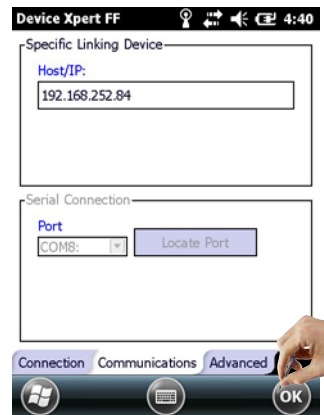 Device Xpert FF 4:40
Specific Linking Device
Host/IP:
192.168.252.84
Serial Connection
Port
COM8: Locate Port
Connection Communications Advanced
OK